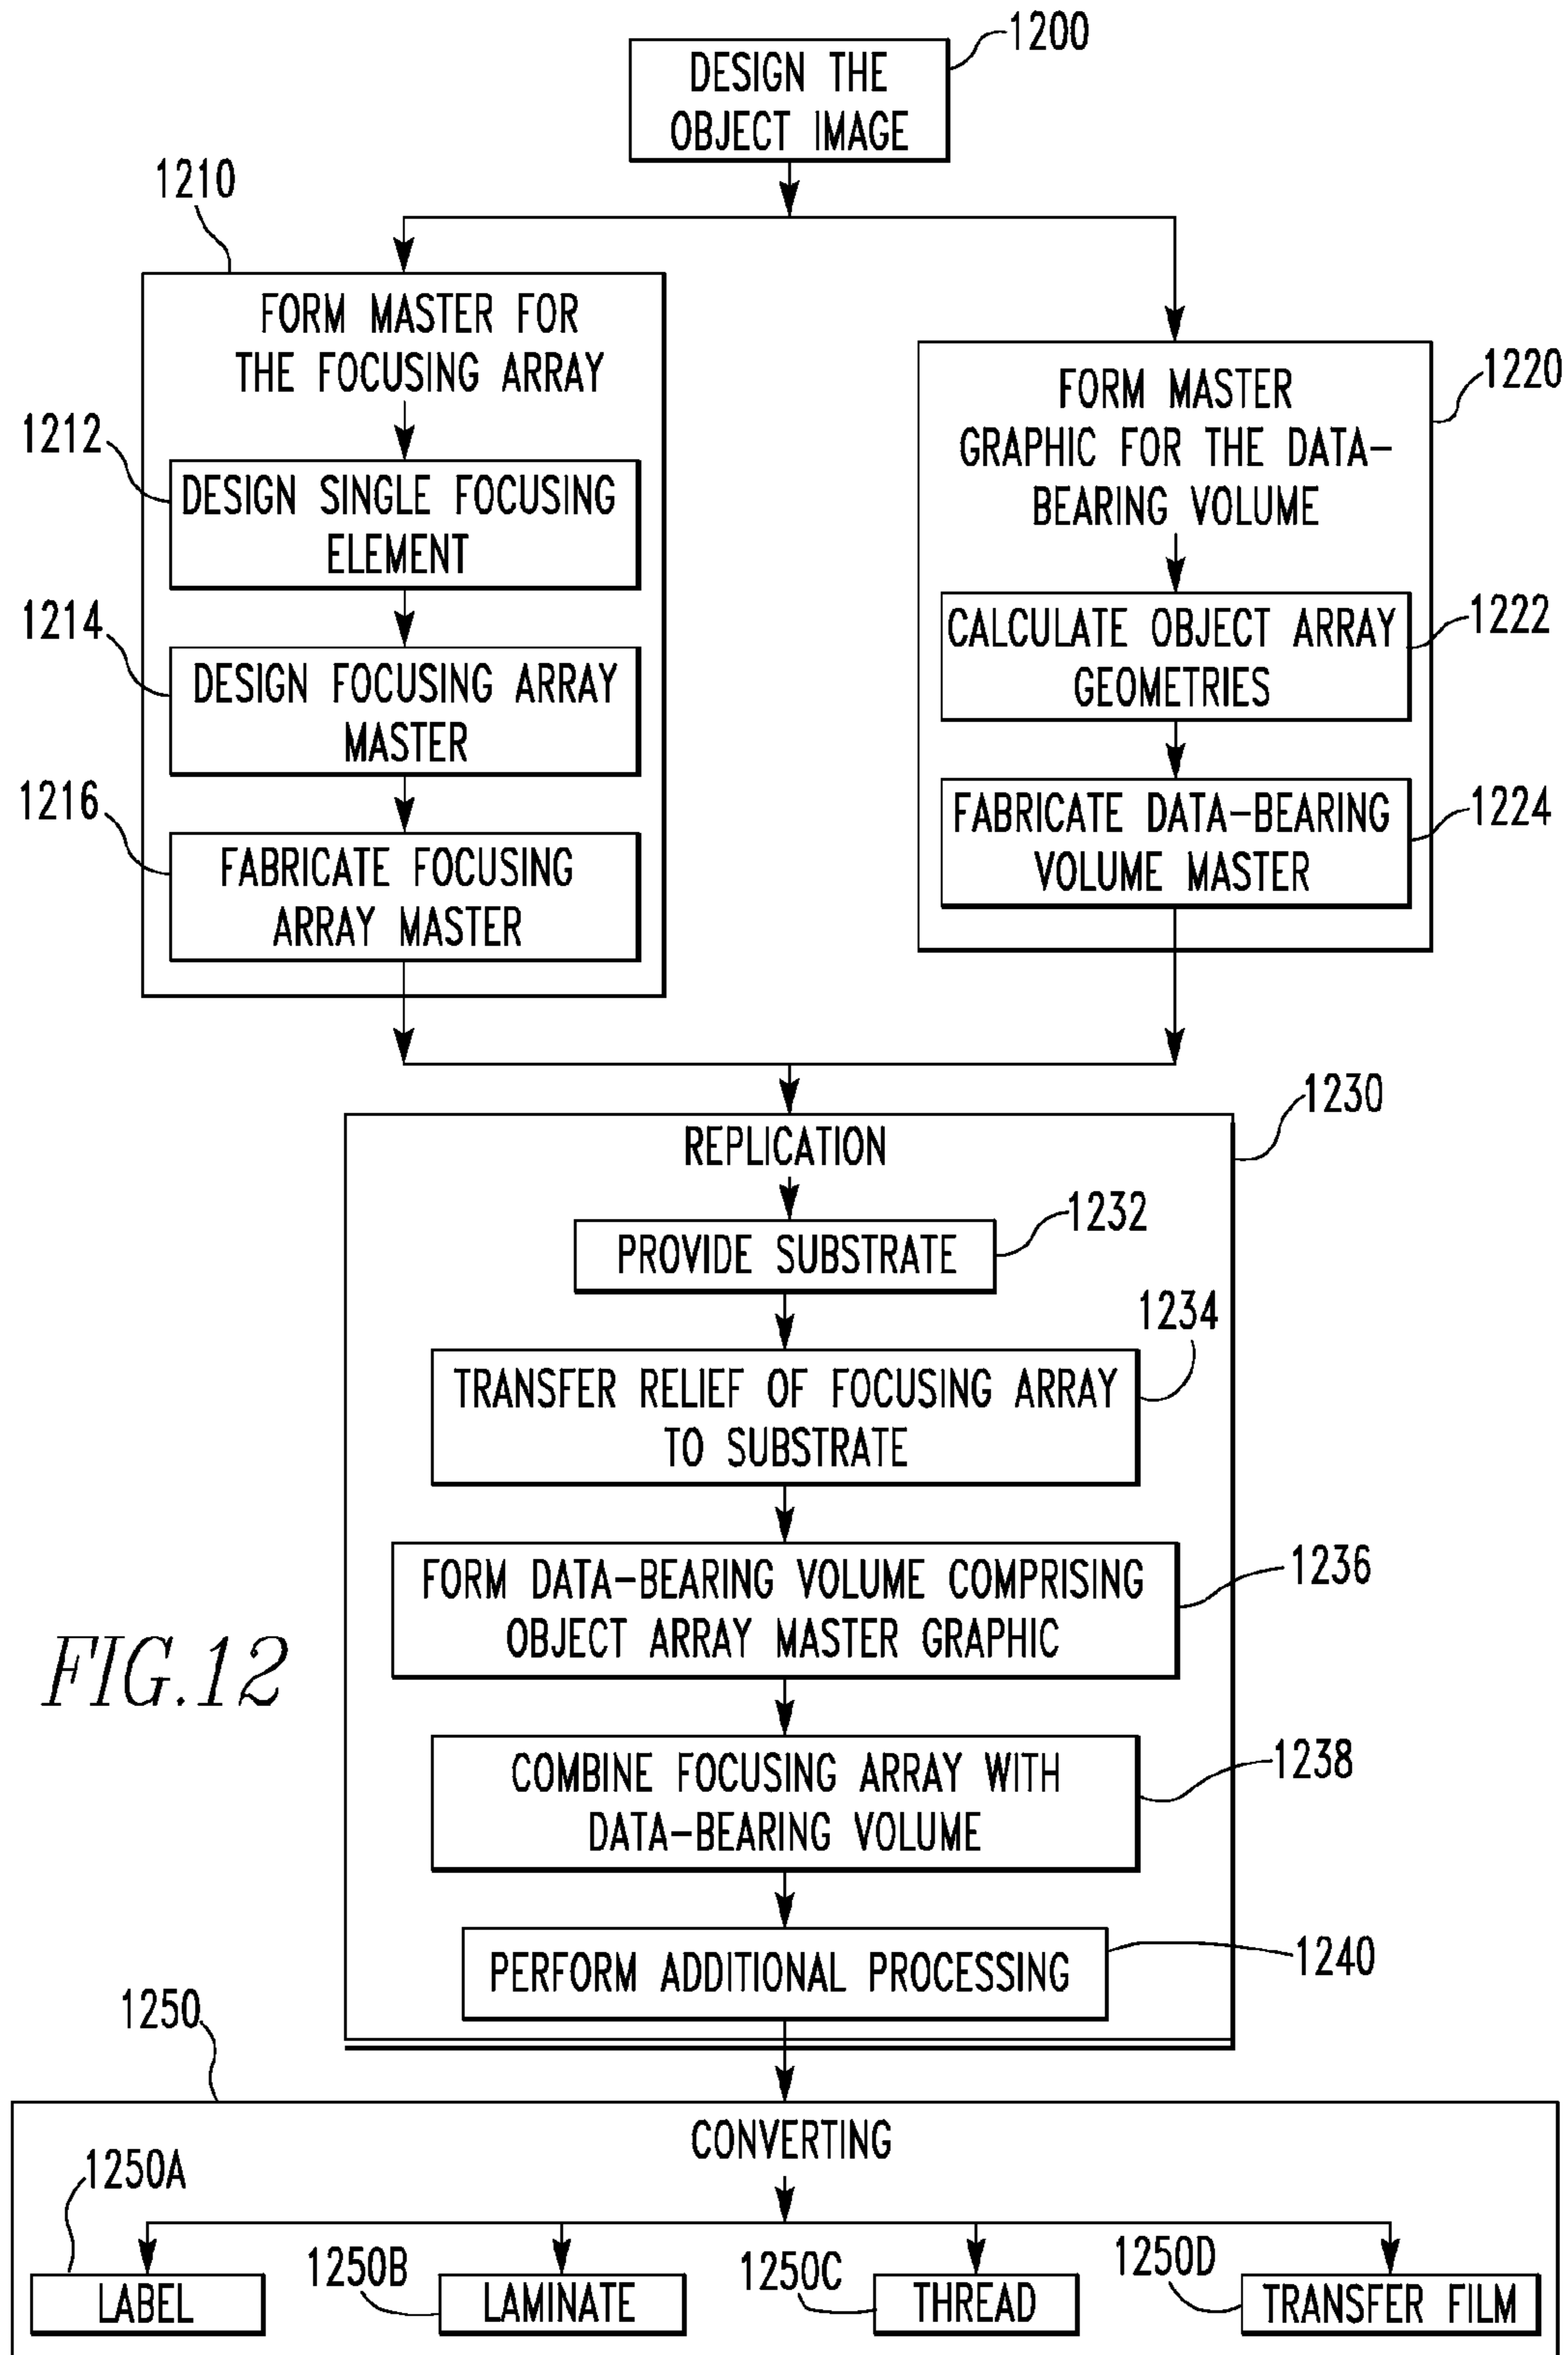 1200
DESIGN THE
OBJECT IMAGE
1210
FORM MASTER FOR
THE FOCUSING ARRAY
1212
DESIGN SINGLE FOCUSING
ELEMENT
1214
DESIGN FOCUSING ARRAY
MASTER
1216
FABRICATE FOCUSING
ARRAY MASTER
1220
FORM MASTER
GRAPHIC FOR THE DATA-
BEARING VOLUME
1222
CALCULATE OBJECT ARRAY
GEOMETRIES
1224
FABRICATE DATA-BEARING
VOLUME MASTER
1230
REPLICATION
1232
PROVIDE SUBSTRATE
1234
TRANSFER RELIEF OF FOCUSING ARRAY
TO SUBSTRATE
1236
FORM DATA-BEARING VOLUME COMPRISING
OBJECT ARRAY MASTER GRAPHIC
FIG.12
1238
COMBINE FOCUSING ARRAY WITH
DATA-BEARING VOLUME
1240
PERFORM ADDITIONAL PROCESSING
1250
CONVERTING
1250A
LABEL
1250B
LAMINATE
1250C
THREAD
1250D
TRANSFER FILM